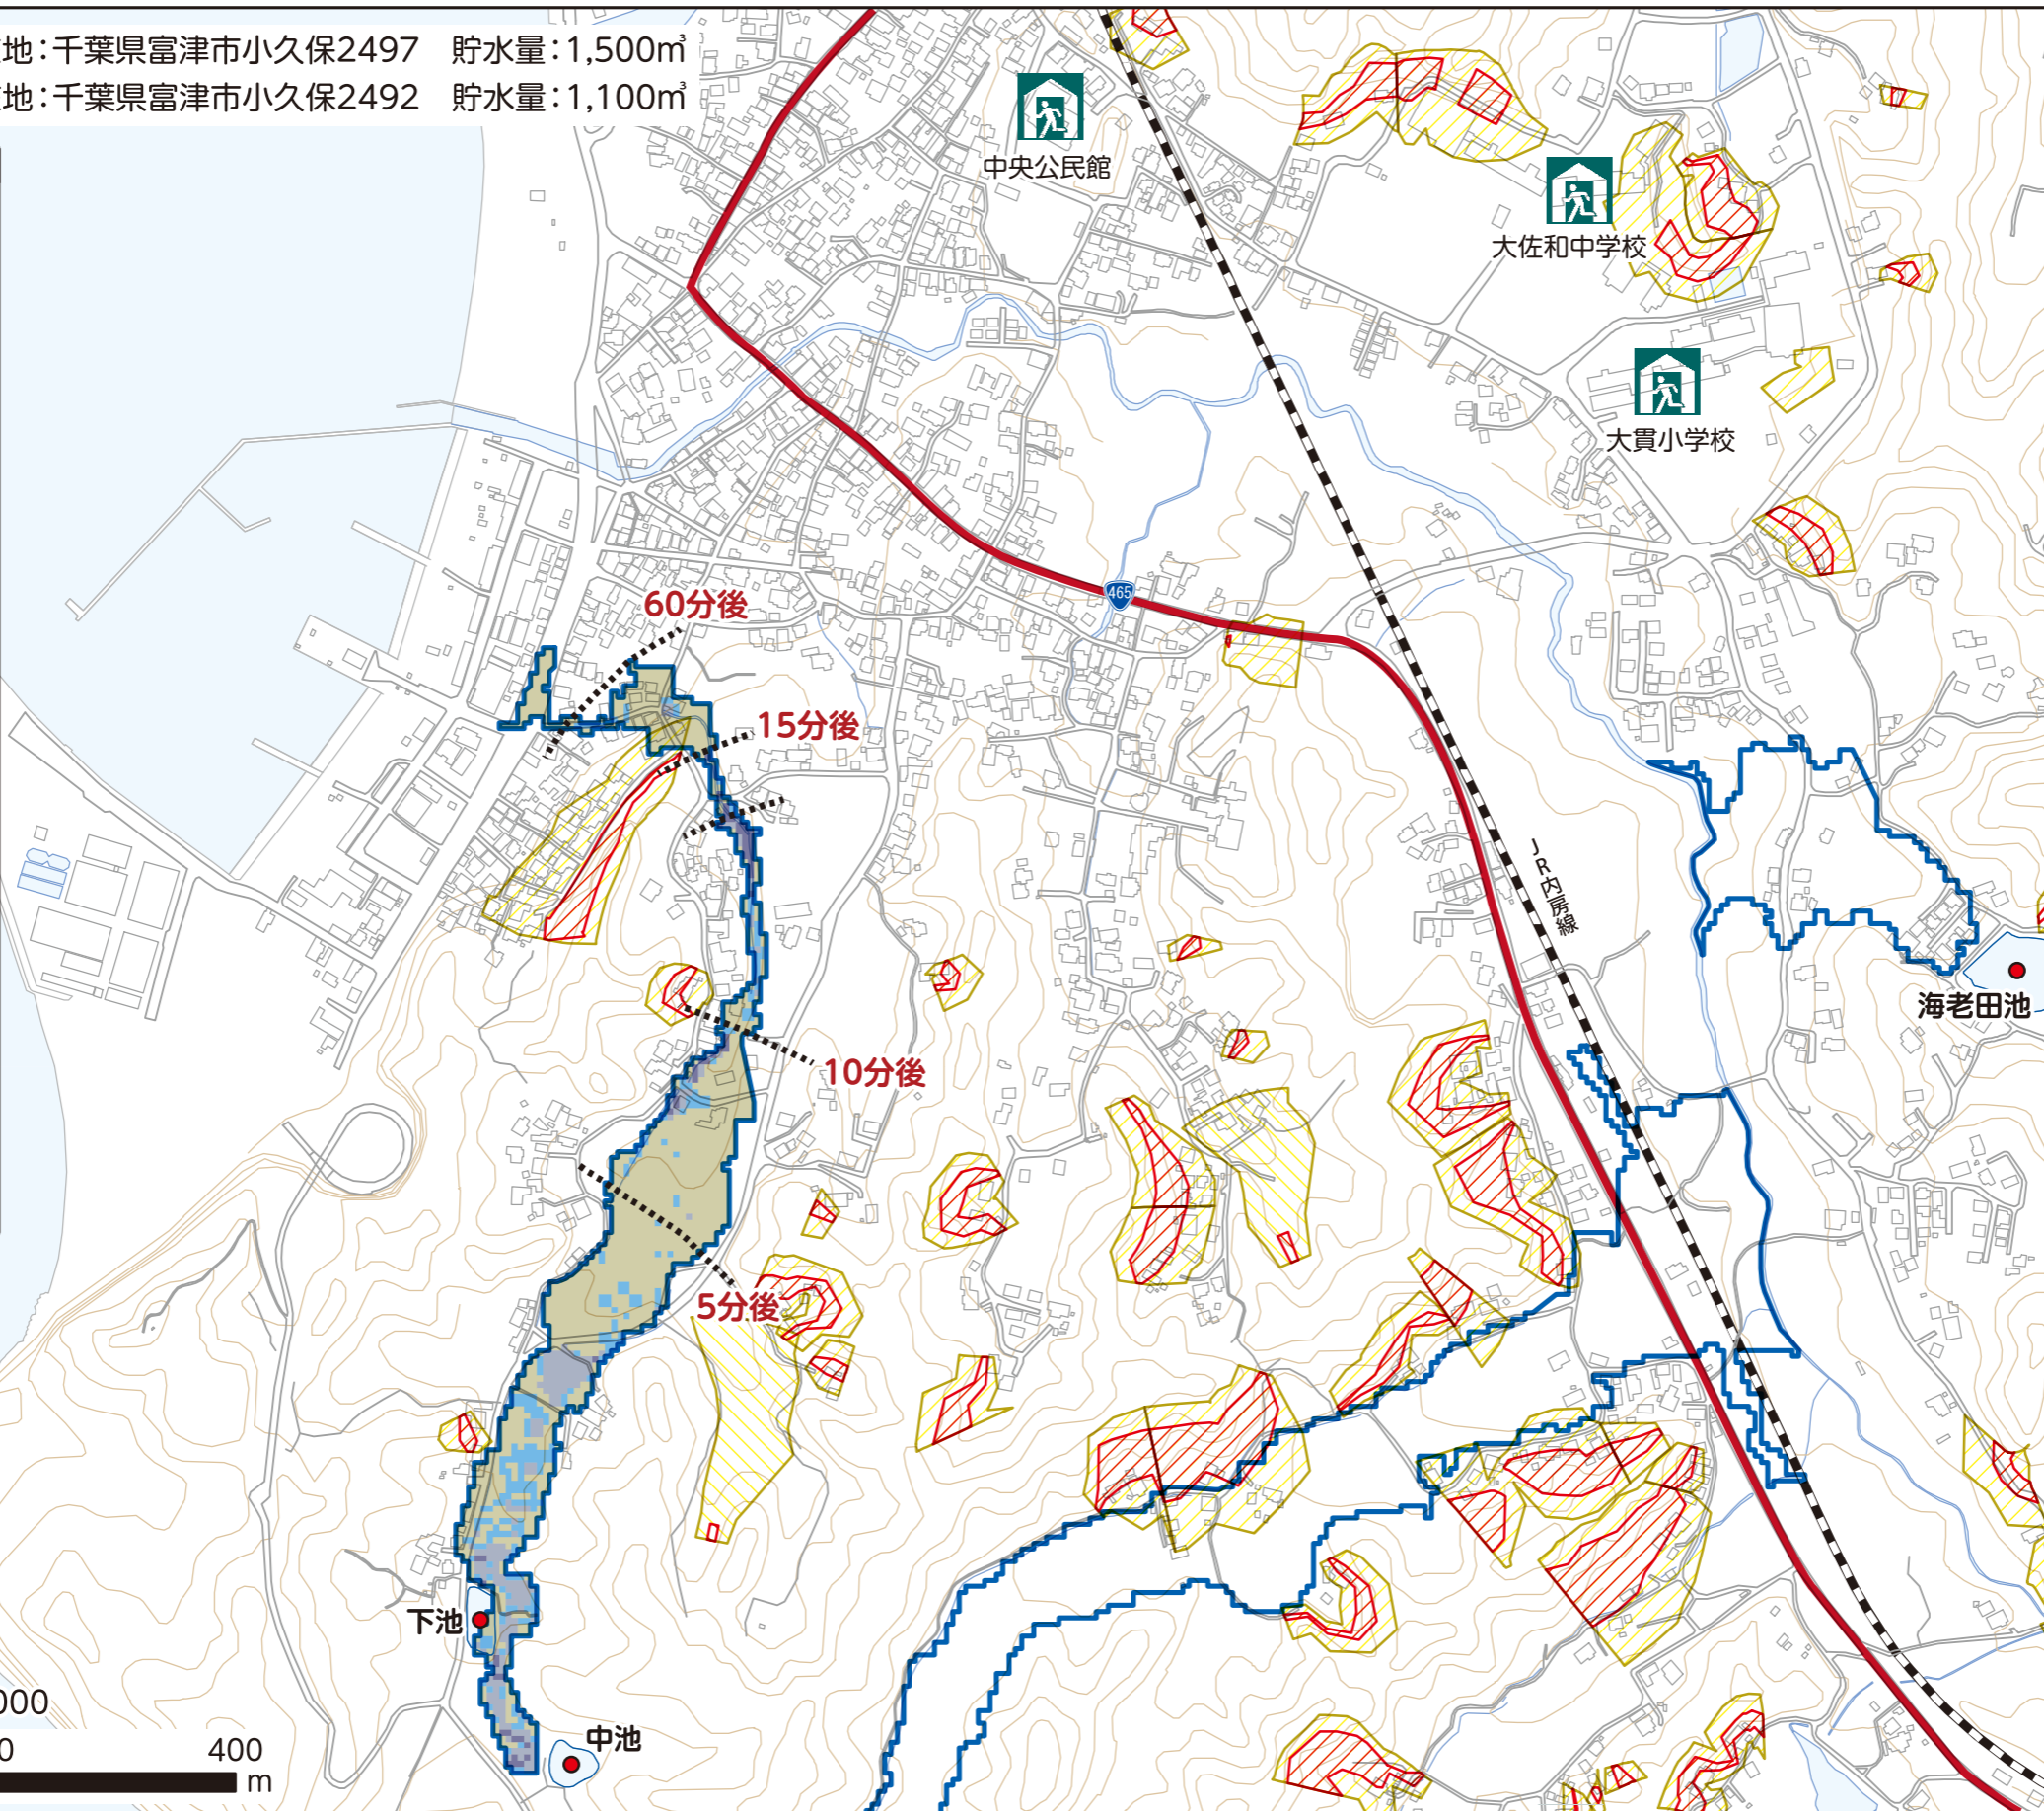 地：千葉県富津市小久保2497　貯水量：1,500㎥
地：千葉県富津市小久保2492　貯水量：1,100㎥
中央公民館
大佐和中学校
大貫小学校
465
60分後
15分後
JR内房線
海老田池
10分後
5分後
下池
中池
000
0 400
m